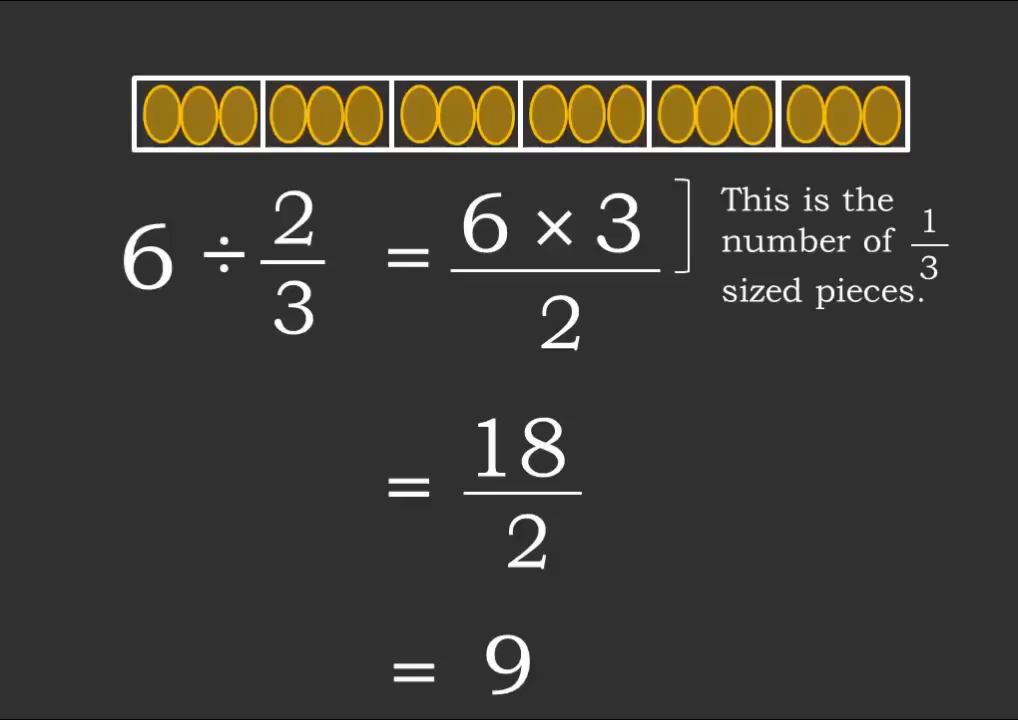 6 ÷ 2/3 = (6 × 3)/2
This is the
number of 1/3
sized pieces.
= 18/2
= 9